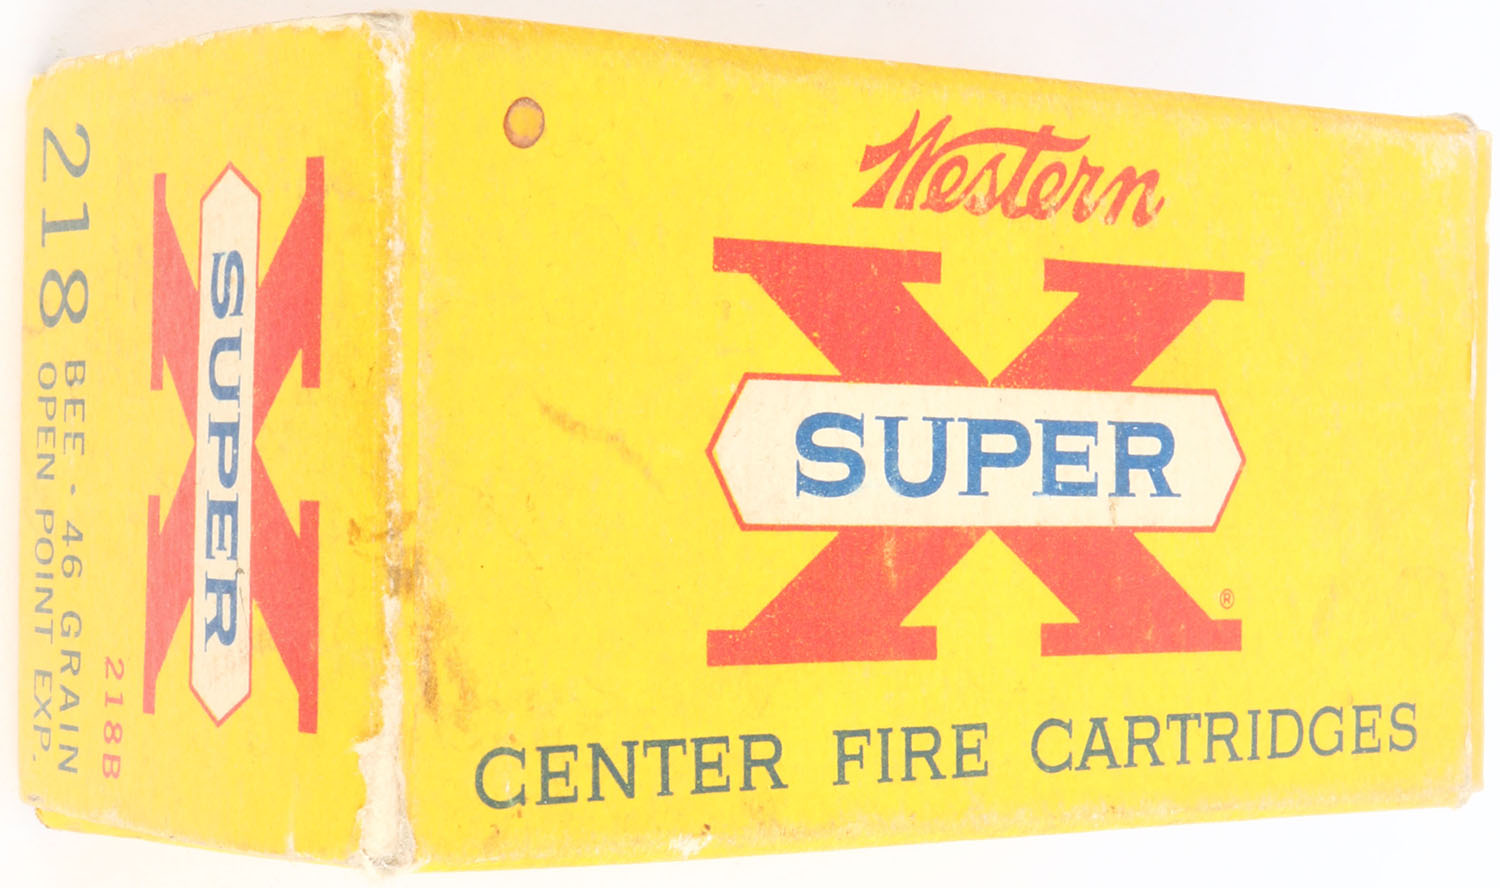 Western
X
SUPER
®
CENTER FIRE CARTRIDGES
X
SUPER
218B
218 BEE · 46 GRAIN
OPEN POINT EXP.